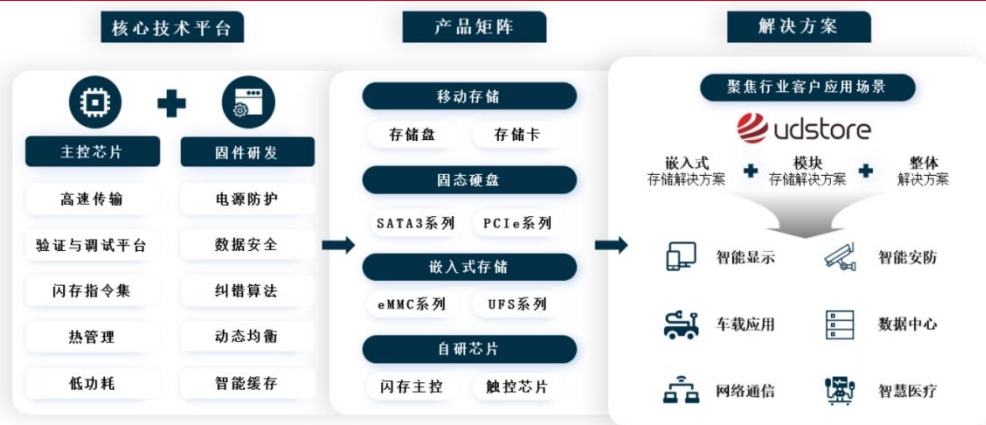 核心技术平台
产品矩阵
解决方案
主控芯片
固件研发
高速传输
电源防护
验证与调试平台
数据安全
闪存指令集
纠错算法
热管理
动态均衡
低功耗
智能缓存
移动存储
存储盘
存储卡
固态硬盘
SATA3系列
PCIe系列
嵌入式存储
eMMC系列
UFS系列
自研芯片
闪存主控
触控芯片
聚焦行业客户应用场景
udstore
嵌入式
存储解决方案
模块
存储解决方案
整体
解决方案
智能显示
智能安防
车载应用
数据中心
网络通信
智慧医疗